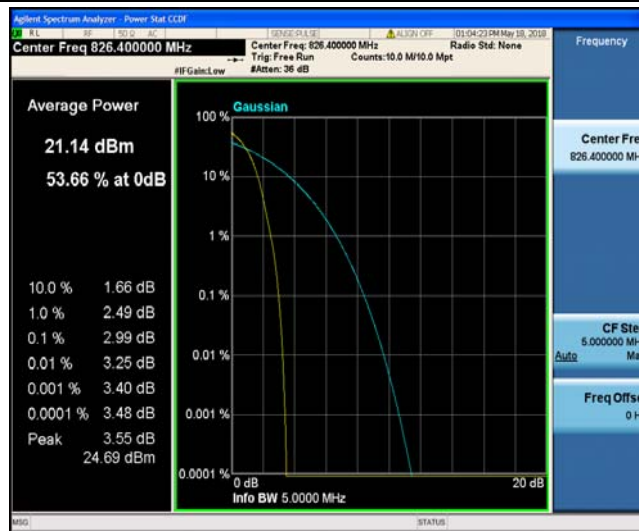 Agilent Spectrum Analyzer - Power Stat CCDF
RL RF 50 Ω AC SENSE:PULSE ALIGN OFF 01:04:23 PM May 18, 2018
Center Freq 826.400000 MHz
Center Freq: 826.400000 MHz Radio Std: None
Trig: Free Run Counts:10.0 M/10.0 Mpt
#IFGain:Low #Atten: 36 dB
Frequency
Average Power
21.14 dBm
53.66 % at 0dB
10.0 % 1.66 dB
1.0 % 2.49 dB
0.1 % 2.99 dB
0.01 % 3.25 dB
0.001 % 3.40 dB
0.0001 % 3.48 dB
Peak 3.55 dB
24.69 dBm
Gaussian
100 %
10 %
1 %
0.1 %
0.01 %
0.001 %
0.0001 %
0 dB 20 dB
Info BW 5.0000 MHz
Center Fre
826.400000 MH
CF Ste
5.000000 MH
Auto Ma
Freq Offs
0 H
MSG STATUS